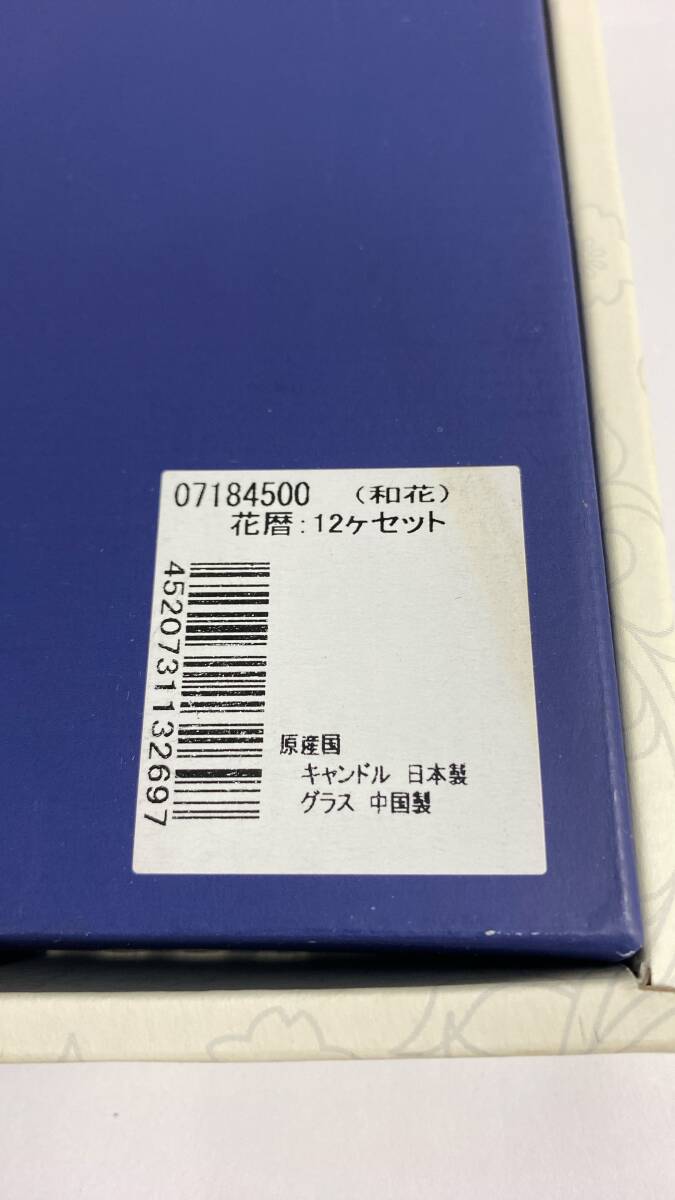 07184500 （和花）
花暦：12ヶセット
4520731132697
原産国
キャンドル 日本製
グラス 中国製